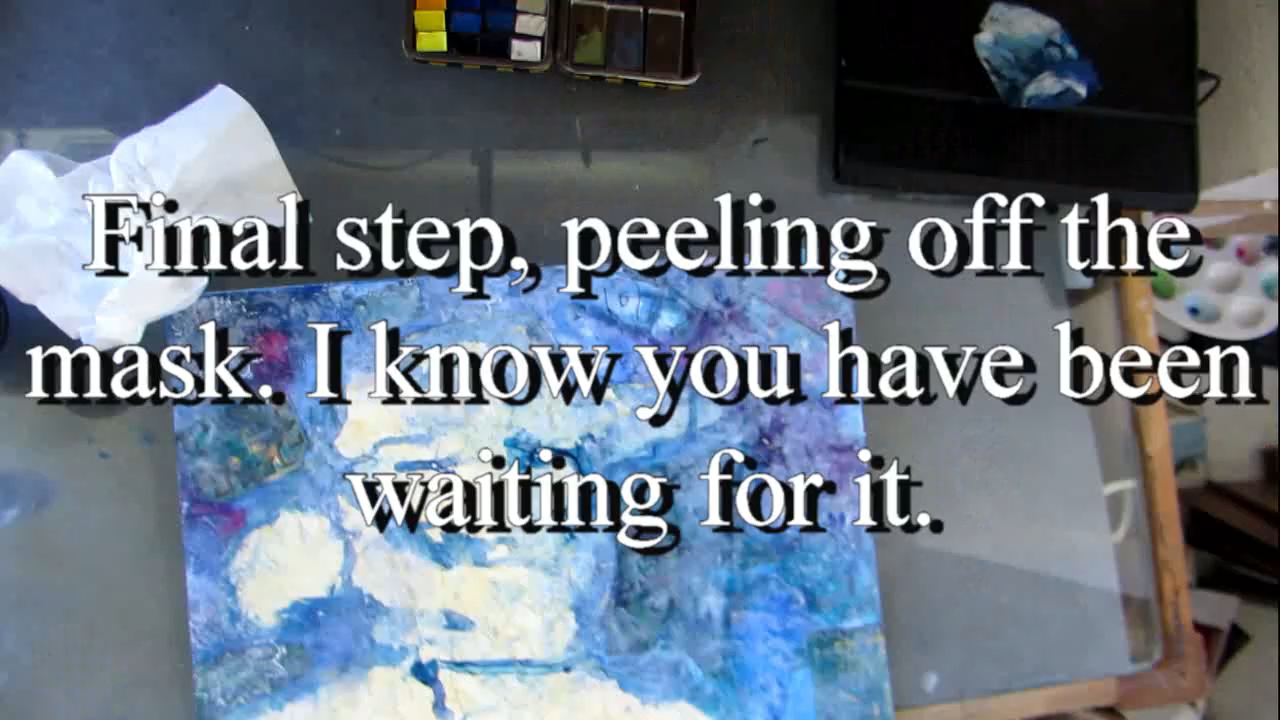 Final step, peeling off the
mask. I know you have been
waiting for it.